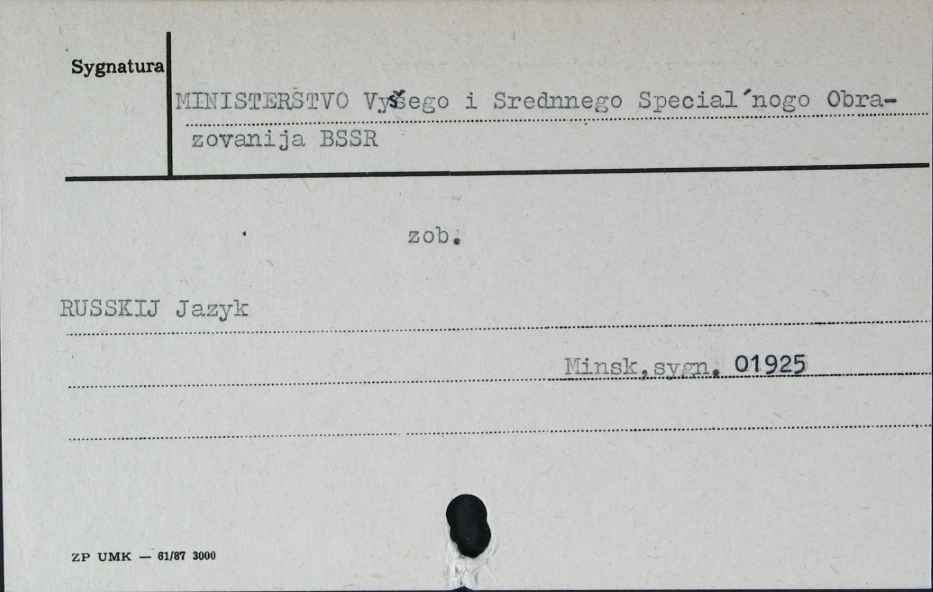 Sygnatura
MINISTERSTVO Vyšego i Srednnego Special´nogo Obra-
zovanija BSSR
zob.
RUSSKIJ Jazyk
Minsk,sygn. 01925
ZP UMK — 61/87 3000